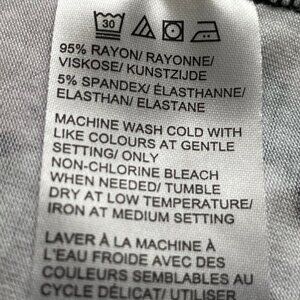 30
95% RAYON/ RAYONNE/
VISKOSE/ KUNSTZIJDE
5% SPANDEX/ ÉLASTHANNE/
ELASTHAN/ ELASTANE
MACHINE WASH COLD WITH
LIKE COLOURS AT GENTLE
SETTING/ ONLY
NON-CHLORINE BLEACH
WHEN NEEDED/ TUMBLE
DRY AT LOW TEMPERATURE/
IRON AT MEDIUM SETTING
LAVER À LA MACHINE À
L'EAU FROIDE AVEC DES
COULEURS SEMBLABLES AU
CYCLE DÉLICAT/ UTILISER